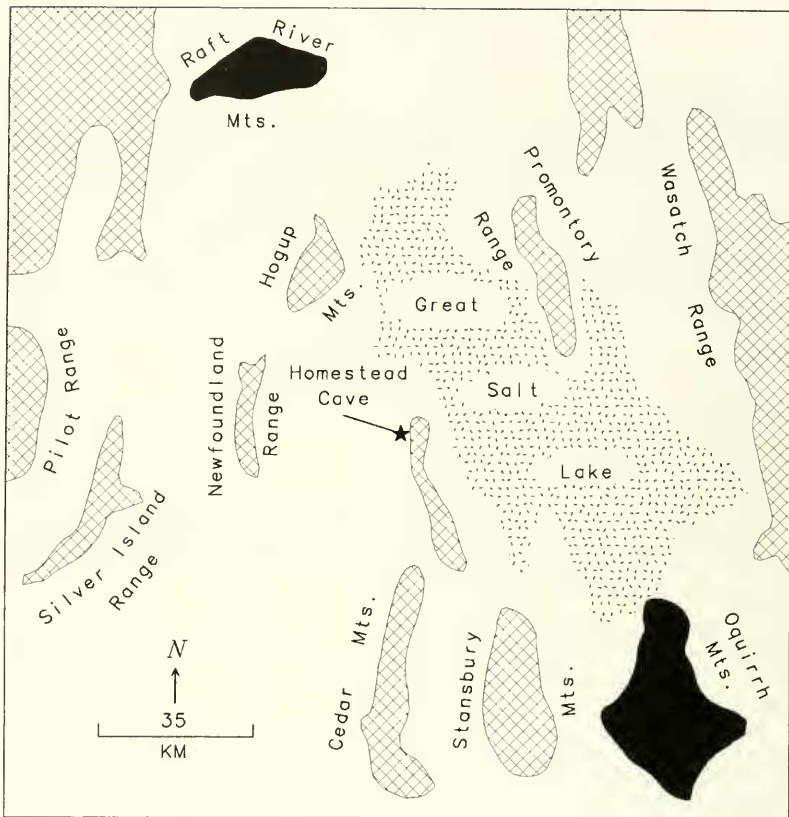 Raft River
Mts.
Promontory
Range
Wasatch
Range
Hogup
Mts.
Great
Salt
Lake
Homestead
Cave
Newfoundland
Range
Pilot Range
Silver Island
Range
N
35
KM
Cedar Mts.
Stansbury
Mts.
Oquirrh
Mts.